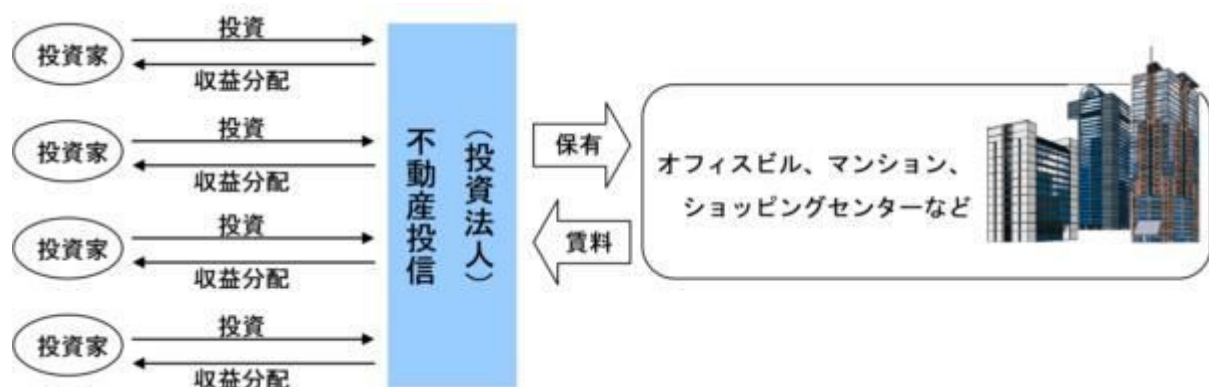 投資家
投資
収益分配
投資家
投資
収益分配
投資家
投資
収益分配
投資家
投資
収益分配
不動産投信
（投資法人）
保有
賃料
オフィスビル、マンション、
ショッピングセンターなど